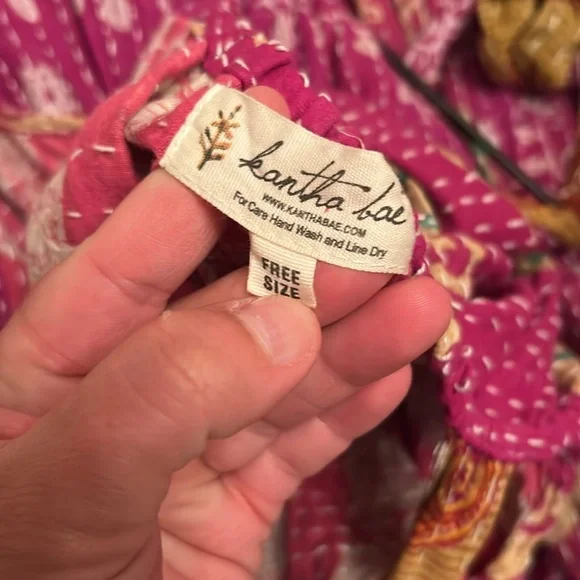 kantha bae
WWW.KANTHABAE.COM
For Care Hand Wash and Line Dry
FREE
SIZE